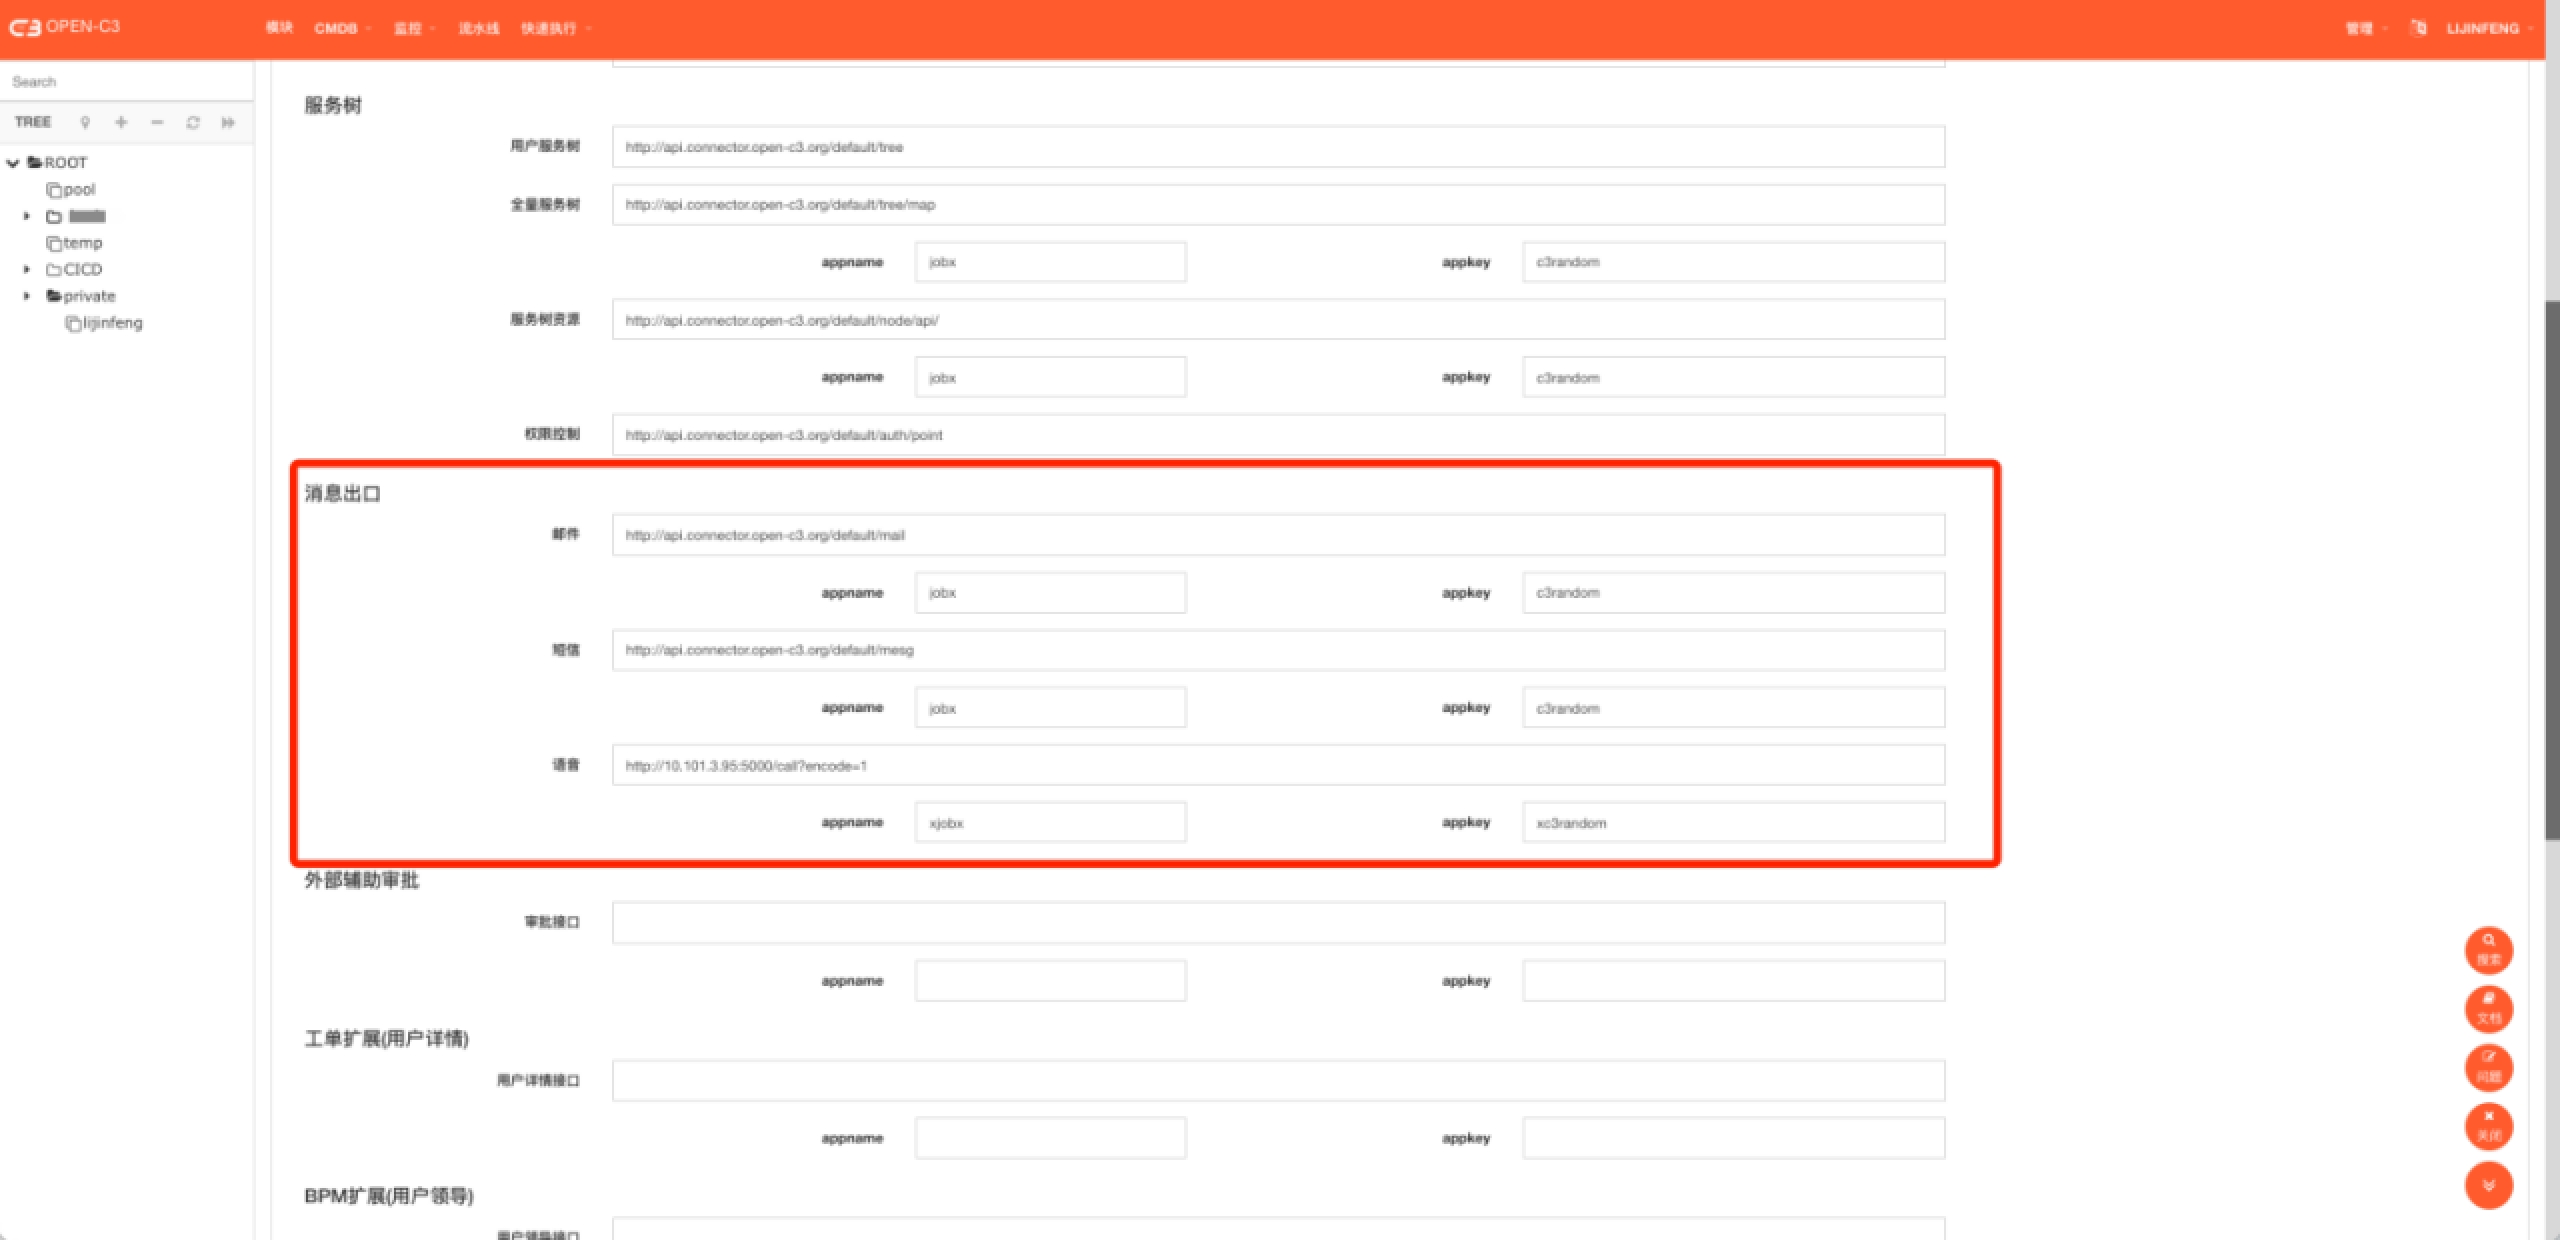 OPEN-C3 模块 CMDB 监控 流水线 快速执行 管理 LIJINFENG
Search
TREE
ROOT
pool
temp
CICD
private
lijinfeng
服务树
用户服务树 http://api.connector.open-c3.org/default/tree
全量服务树 http://api.connector.open-c3.org/default/tree/map
appname jobx appkey c3random
服务树资源 http://api.connector.open-c3.org/default/node/api/
appname jobx appkey c3random
权限控制 http://api.connector.open-c3.org/default/auth/point
消息出口
邮件 http://api.connector.open-c3.org/default/mail
appname jobx appkey c3random
短信 http://api.connector.open-c3.org/default/mesg
appname jobx appkey c3random
语音 http://10.101.3.95:5000/call?encode=1
appname xjobx appkey xc3random
外部辅助审批
审批接口
appname appkey
工单扩展(用户详情)
用户详情接口
appname appkey
BPM扩展(用户领导)
用户领导接口
搜索
文档
问题
关闭